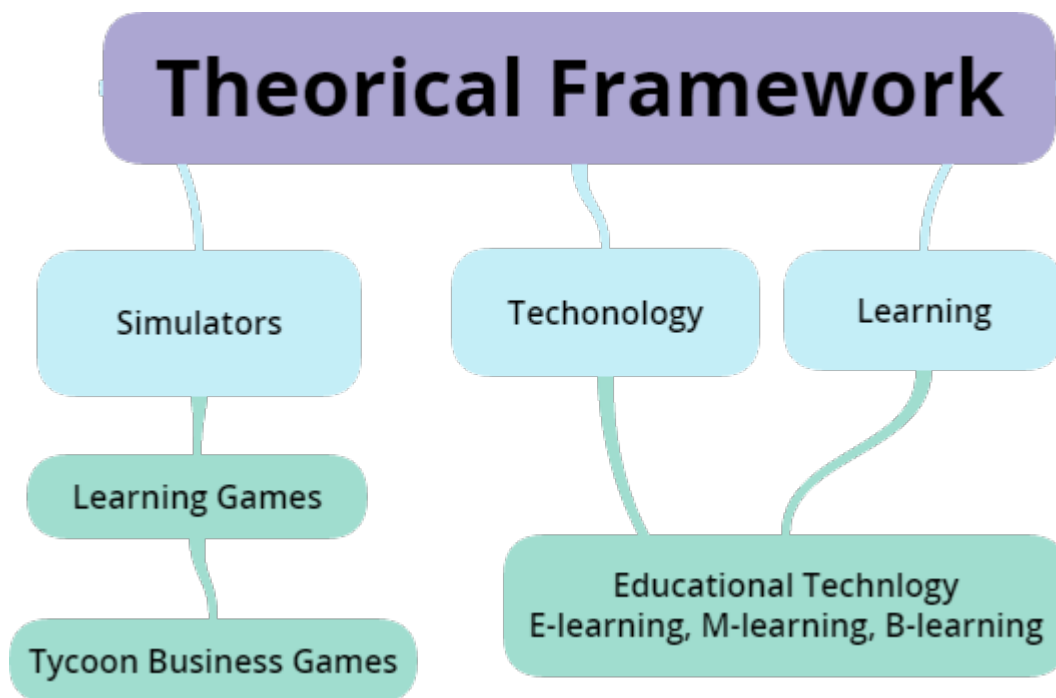 Theorical Framework
Simulators
Techonology
Learning
Learning Games
Educational Technlogy
E-learning, M-learning, B-learning
Tycoon Business Games